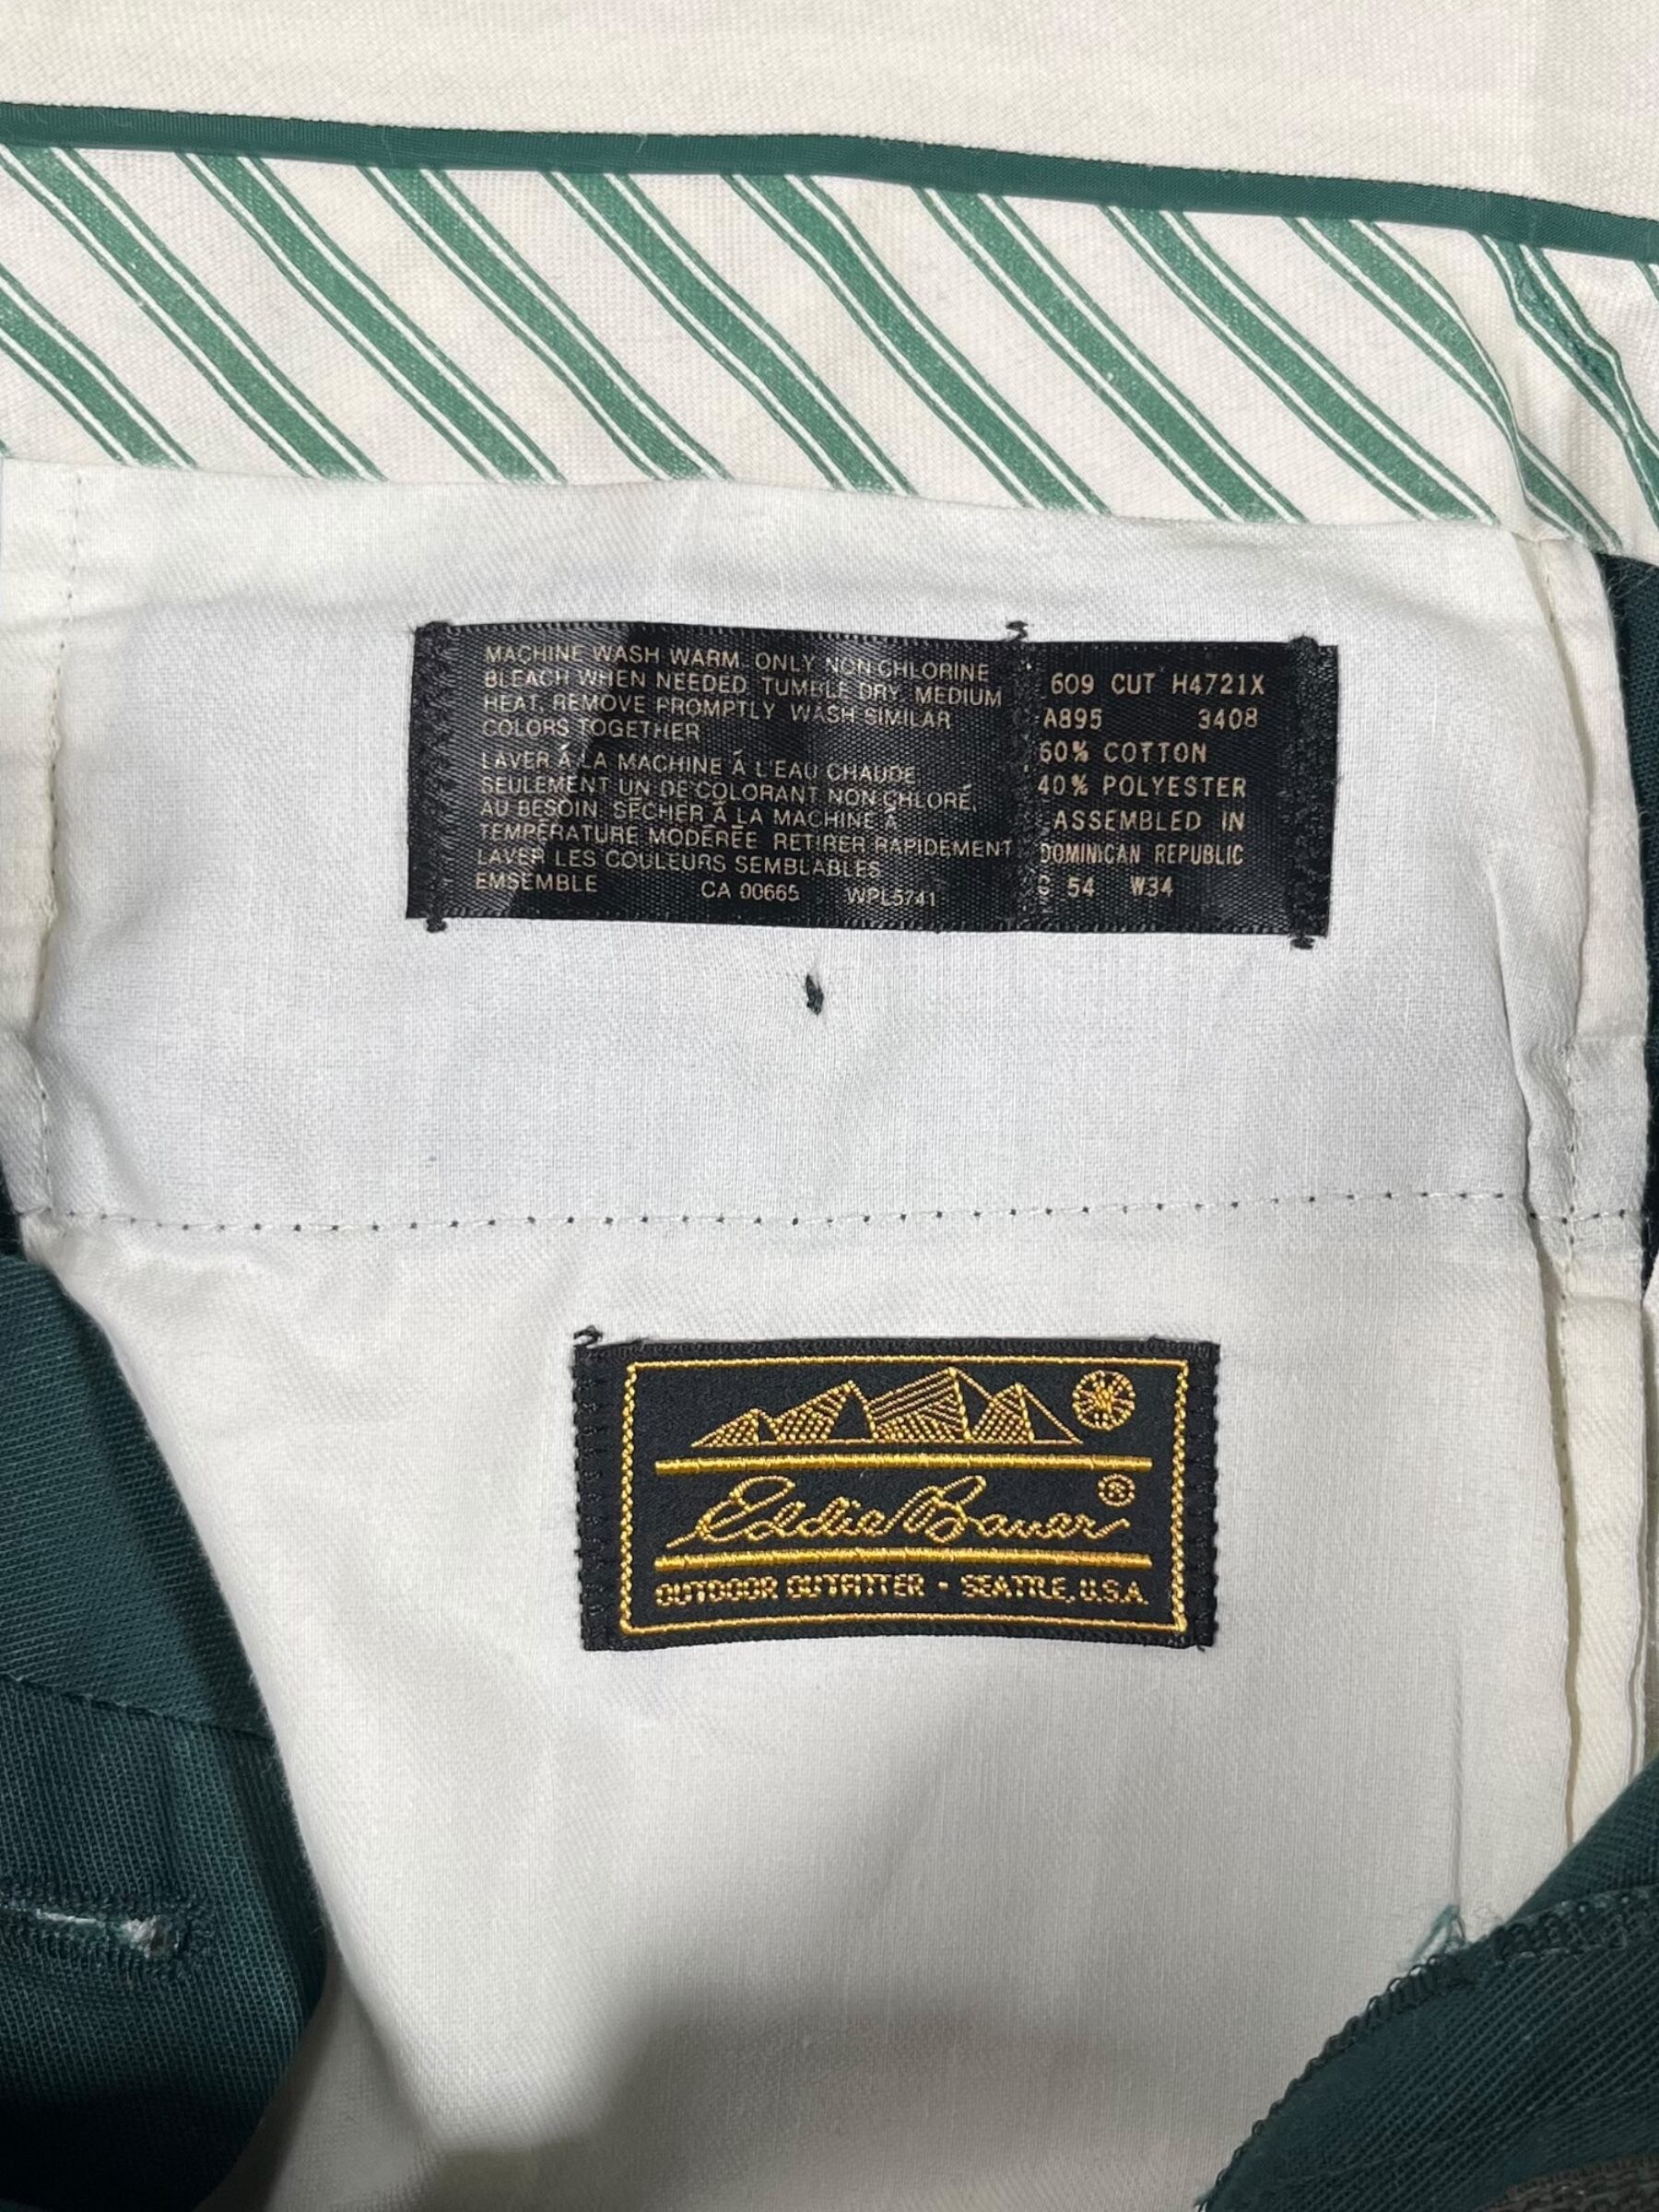 MACHINE WASH WARM. ONLY NON CHLORINE
BLEACH WHEN NEEDED TUMBLE DRY, MEDIUM
HEAT, REMOVE PROMPTLY WASH SIMILAR
COLORS TOGETHER
LAVER Á LA MACHINE Á L'EAU CHAUDE
SEULEMENT UN DE'COLORANT NON CHLORÉ,
AU BESOIN. SÉCHER Á LA MACHINE Á
TEMPÉRATURE MODÉRÉE RETIRER RAPIDEMENT
LAVER LES COULEURS SEMBLABLES
EMSEMBLE CA 00665 WPL5741
609 CUT H4721X
A895 3408
60% COTTON
40% POLYESTER
ASSEMBLED IN
DOMINICAN REPUBLIC
54 W34
Eddie Bauer®
OUTDOOR OUTFITTER • SEATTLE, U.S.A.